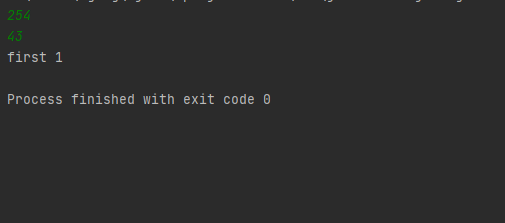 254
43
first 1
Process finished with exit code 0